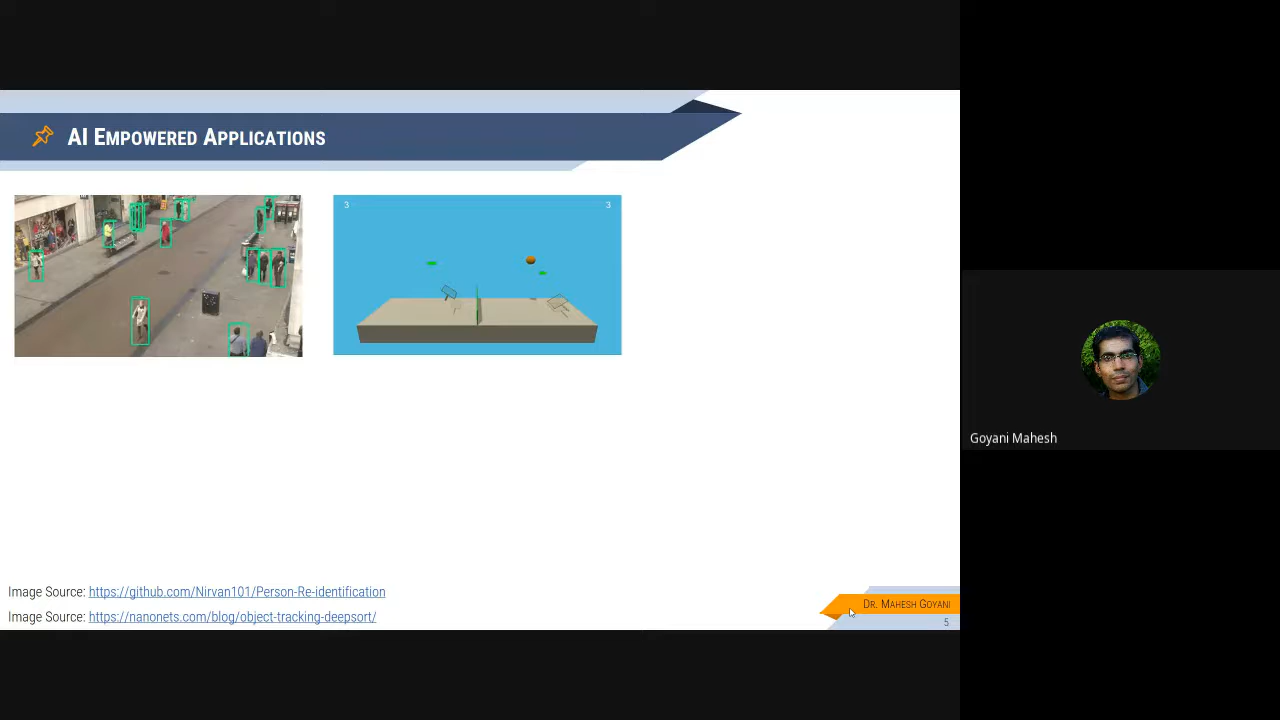 AI EMPOWERED APPLICATIONS
3 3
Image Source: https://github.com/Nirvan101/Person-Re-identification
Image Source: https://nanonets.com/blog/object-tracking-deepsort/
DR. MAHESH GOYANI
5
Goyani Mahesh